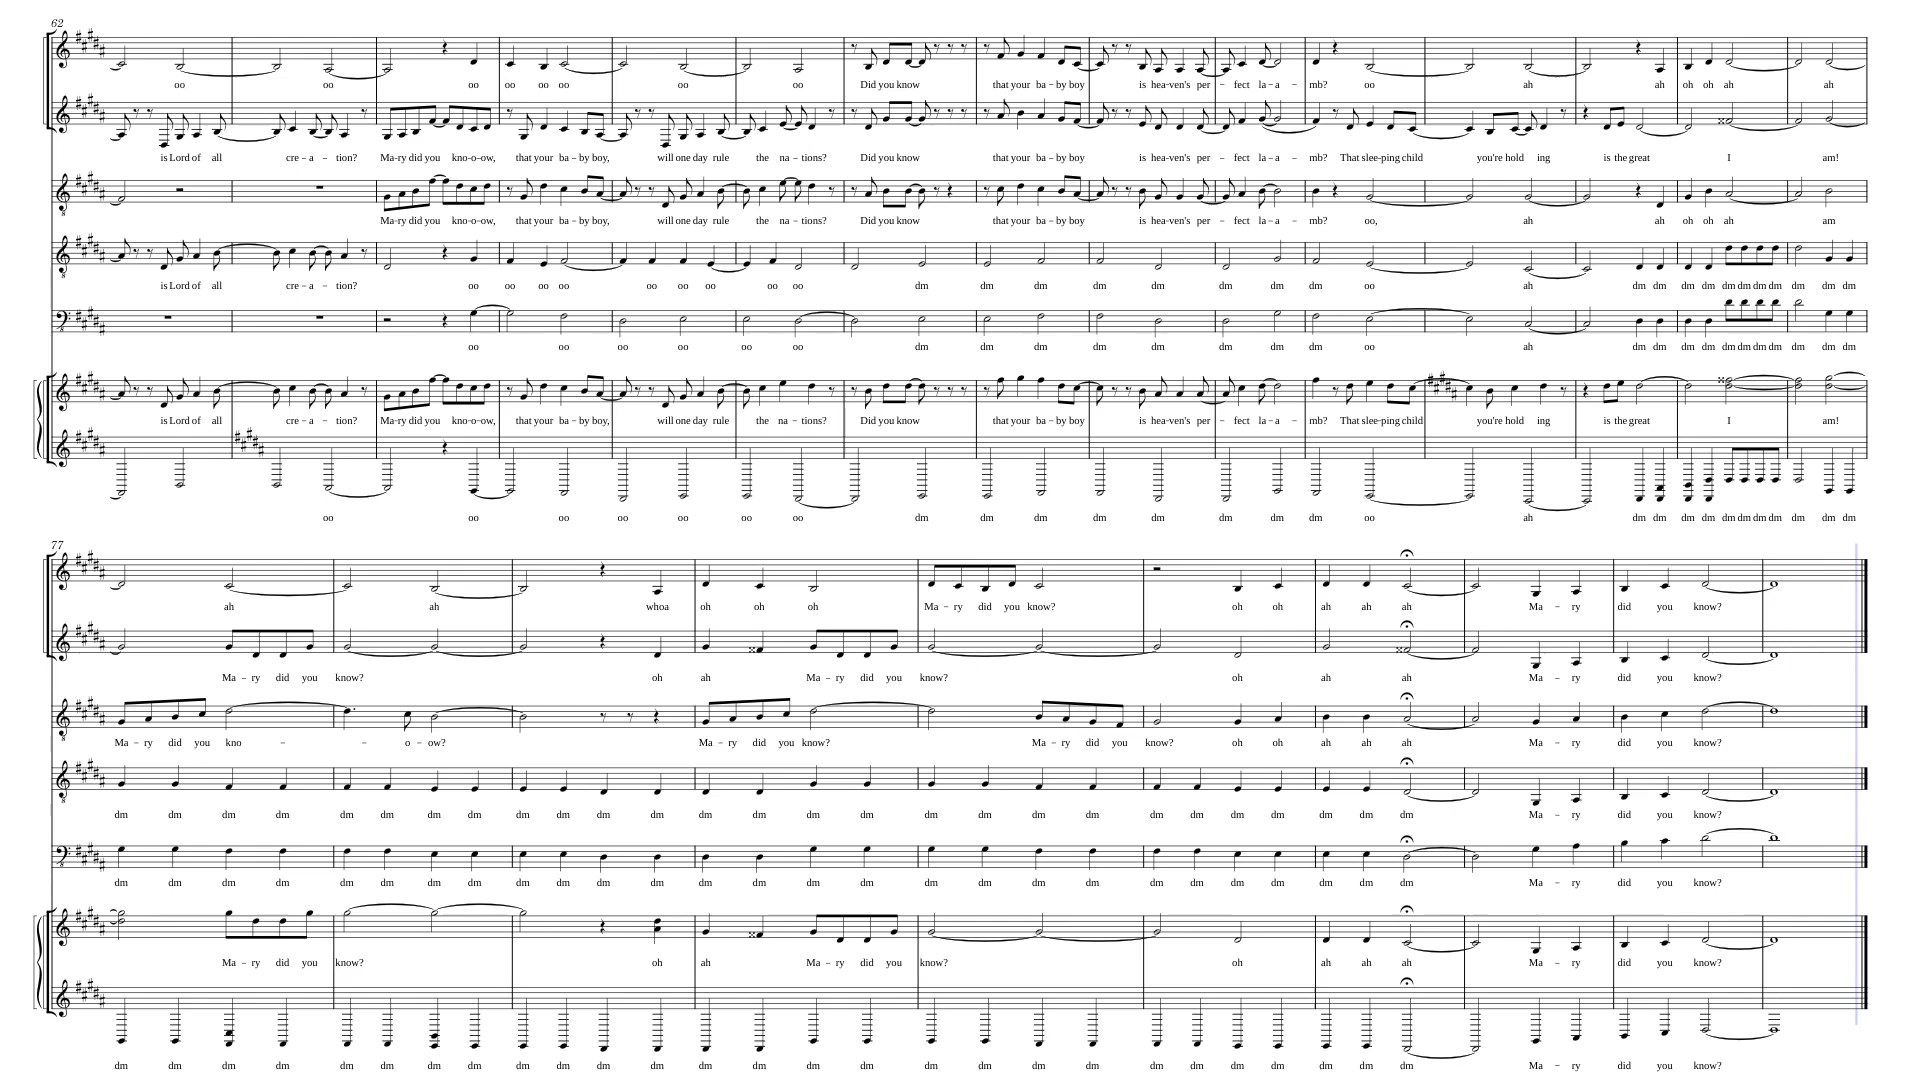 62
oo oo oo oo oo oo oo oo Did you know that your ba – by boy is hea-ven's per – fect la – a – mb? oo ah ah oh oh ah ah
is Lord of all cre – a – tion? Ma-ry did you kno-o-ow, that your ba – by boy, will one day rule the na – tions? Did you know that your ba – by boy is hea-ven's per – fect la – a – mb? That slee-ping child you're hold ing is the great I am!
Ma-ry did you kno-o-ow, that your ba – by boy, will one day rule the na – tions? Did you know that your ba – by boy is hea-ven's per – fect la – a – mb? oo, ah ah oh oh ah am
is Lord of all cre – a – tion? oo oo oo oo oo oo oo oo oo dm dm dm dm dm dm dm dm oo ah dm dm dm dm dm dm dm dm dm dm dm
oo oo oo oo oo oo dm dm dm dm dm dm dm dm oo ah dm dm dm dm dm dm dm dm dm dm dm
is Lord of all cre – a – tion? Ma-ry did you kno-o-ow, that your ba – by boy, will one day rule the na – tions? Did you know that your ba – by boy is hea-ven's per – fect la – a – mb? That slee-ping child you're hold ing is the great I am!
oo oo oo oo oo oo oo dm dm dm dm dm dm dm dm oo ah dm dm dm dm dm dm dm dm dm dm dm
77
ah ah whoa oh oh oh Ma – ry did you know? oh oh ah ah ah Ma – ry did you know?
Ma – ry did you know? oh ah Ma – ry did you know? oh ah ah Ma – ry did you know?
Ma – ry did you kno – – o – ow? Ma – ry did you know? Ma – ry did you know? oh oh ah ah ah Ma – ry did you know?
dm dm dm dm dm dm dm dm dm dm dm dm dm dm dm dm dm dm dm dm dm dm dm dm dm dm dm Ma – ry did you know?
dm dm dm dm dm dm dm dm dm dm dm dm dm dm dm dm dm dm dm dm dm dm dm dm dm dm dm Ma – ry did you know?
Ma – ry did you know? oh ah Ma – ry did you know? oh ah ah ah Ma – ry did you know?
dm dm dm dm dm dm dm dm dm dm dm dm dm dm dm dm dm dm dm dm dm dm dm dm dm dm dm Ma – ry did you know?